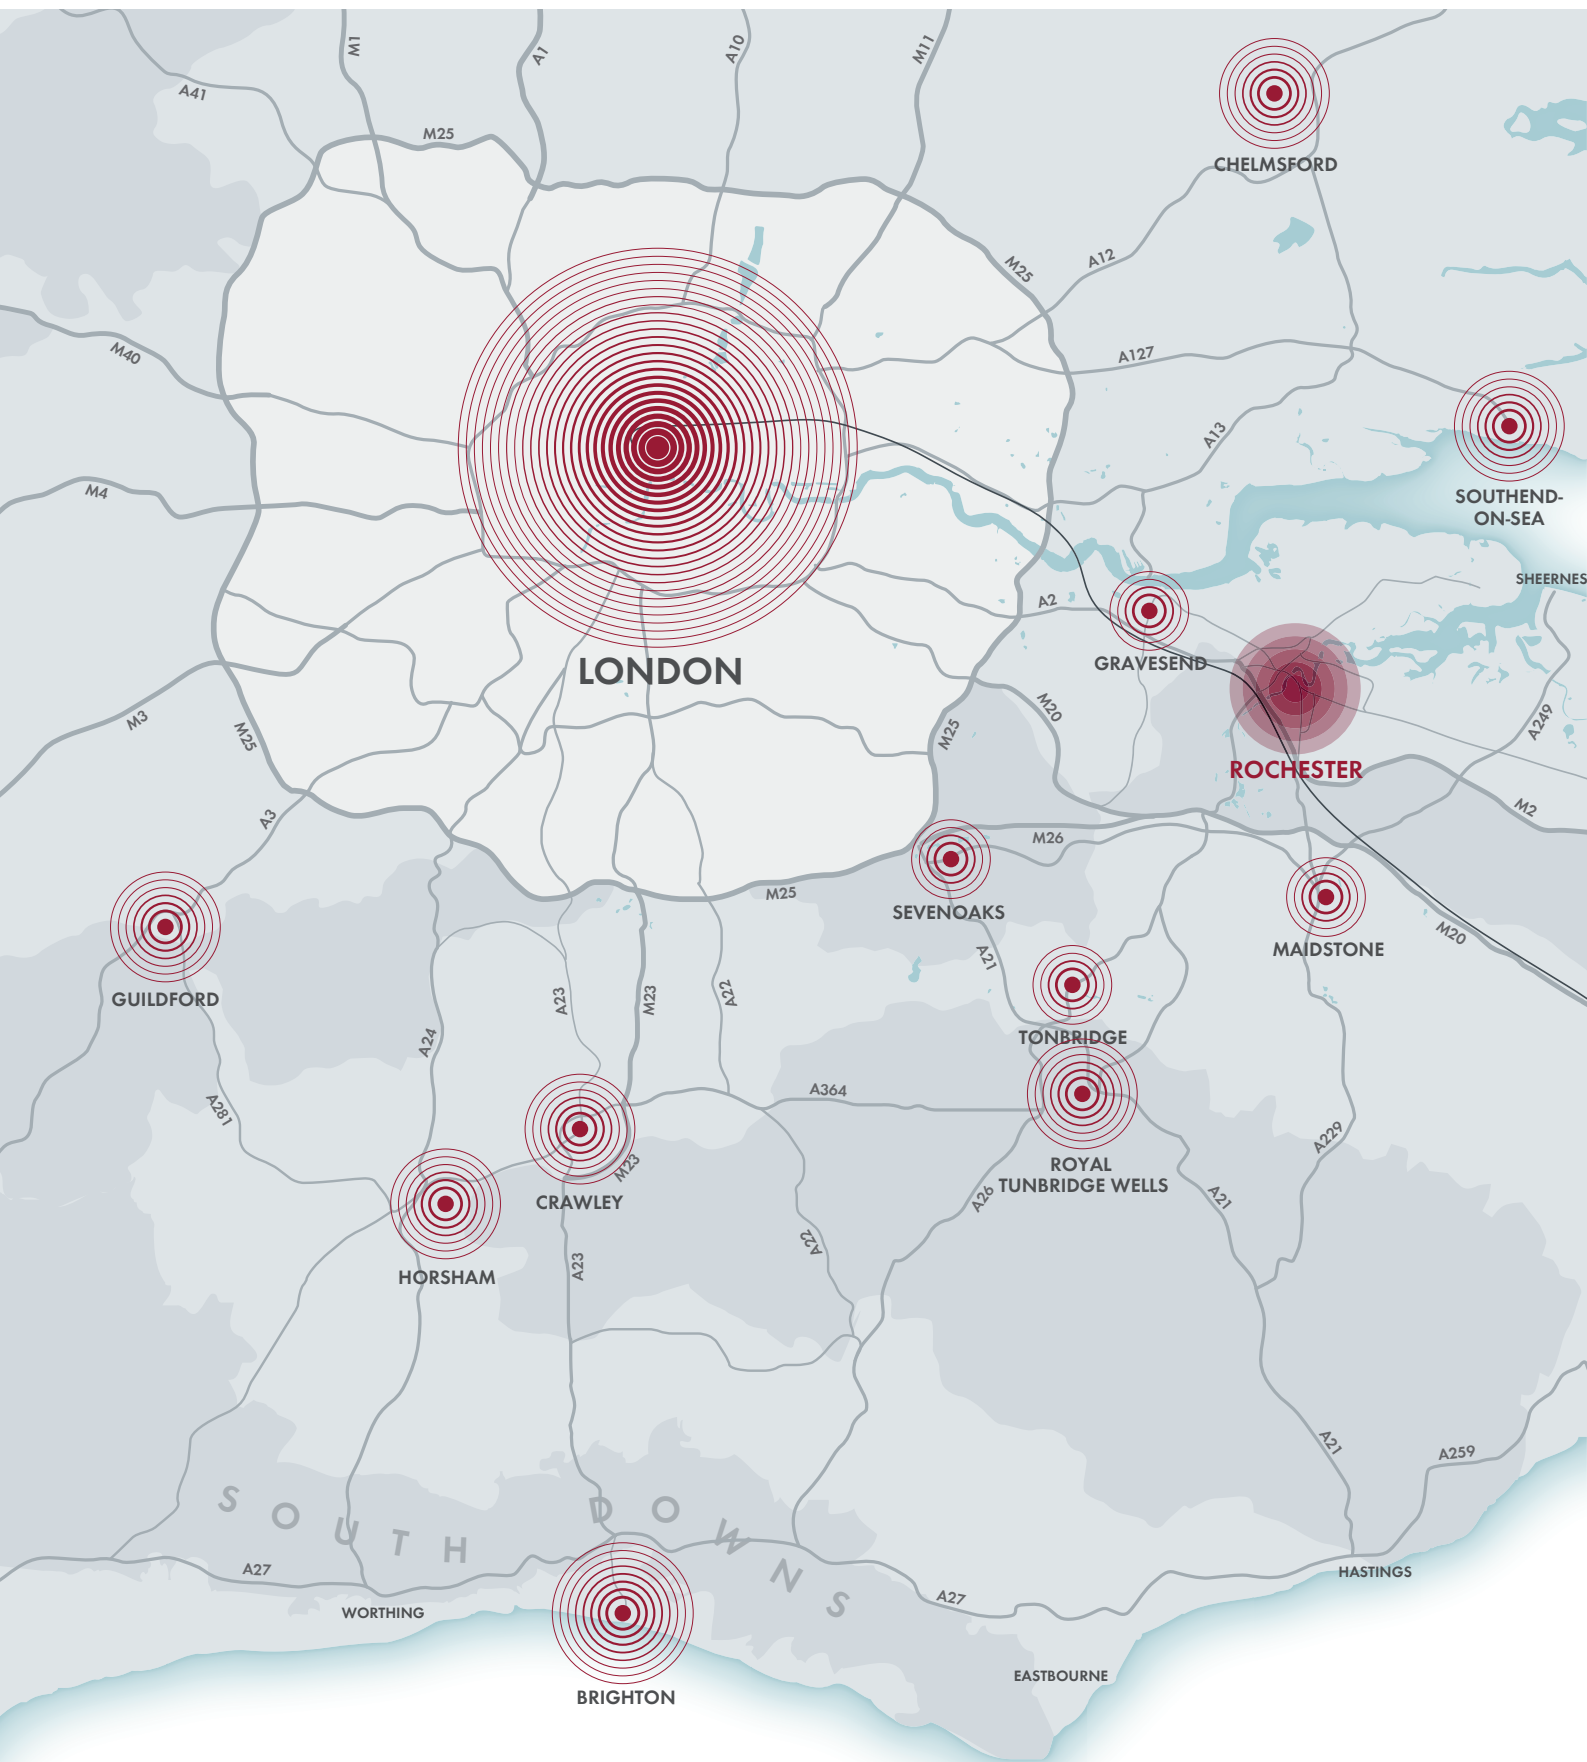 M1
A1
A10
M11
A41
M25
CHELMSFORD
A12
M25
M40
A127
A13
M4
SOUTHEND-
ON-SEA
SHEERNES
A2
LONDON
GRAVESEND
M3
M25
M20
M25
A249
ROCHESTER
A3
M2
M26
M25
SEVENOAKS
M20
MAIDSTONE
A21
GUILDFORD
A23
M23
A22
A24
TONBRIDGE
A364
A281
A229
M23
ROYAL
TUNBRIDGE WELLS
CRAWLEY
A26
A21
A22
A23
HORSHAM
A21
A259
SOUTH DOWNS
A27
HASTINGS
A27
WORTHING
EASTBOURNE
BRIGHTON